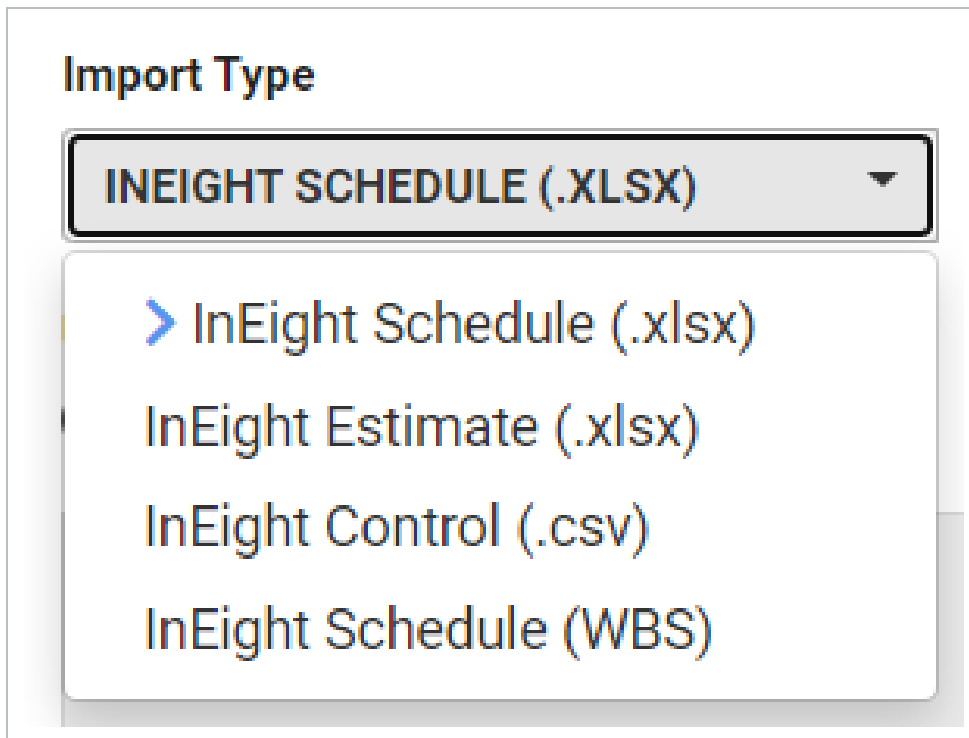 Import Type
INEIGHT SCHEDULE (.XLSX)
InEight Schedule (.xlsx)
InEight Estimate (.xlsx)
InEight Control (.csv)
InEight Schedule (WBS)